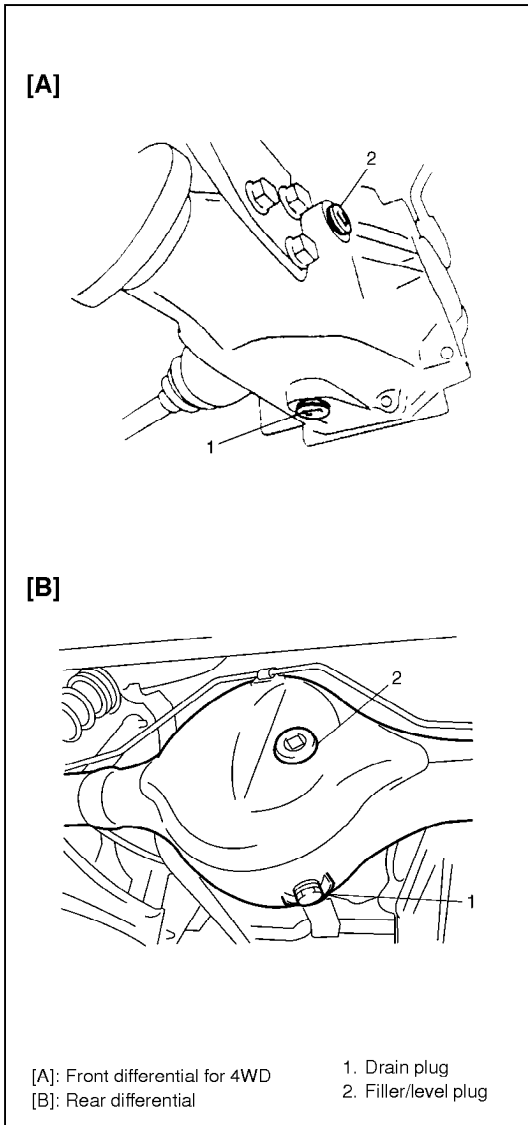 [A]
2
1
[B]
2
1
[A]: Front differential for 4WD
[B]: Rear differential
1. Drain plug
2. Filler/level plug